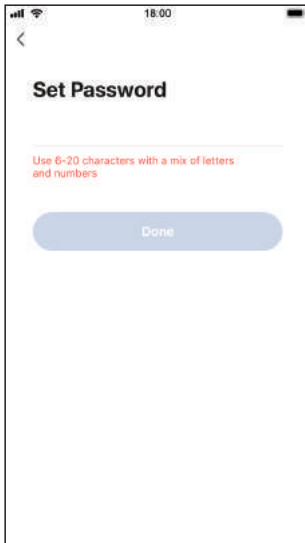 18:00
Set Password
Use 6-20 characters with a mix of letters
and numbers
Done